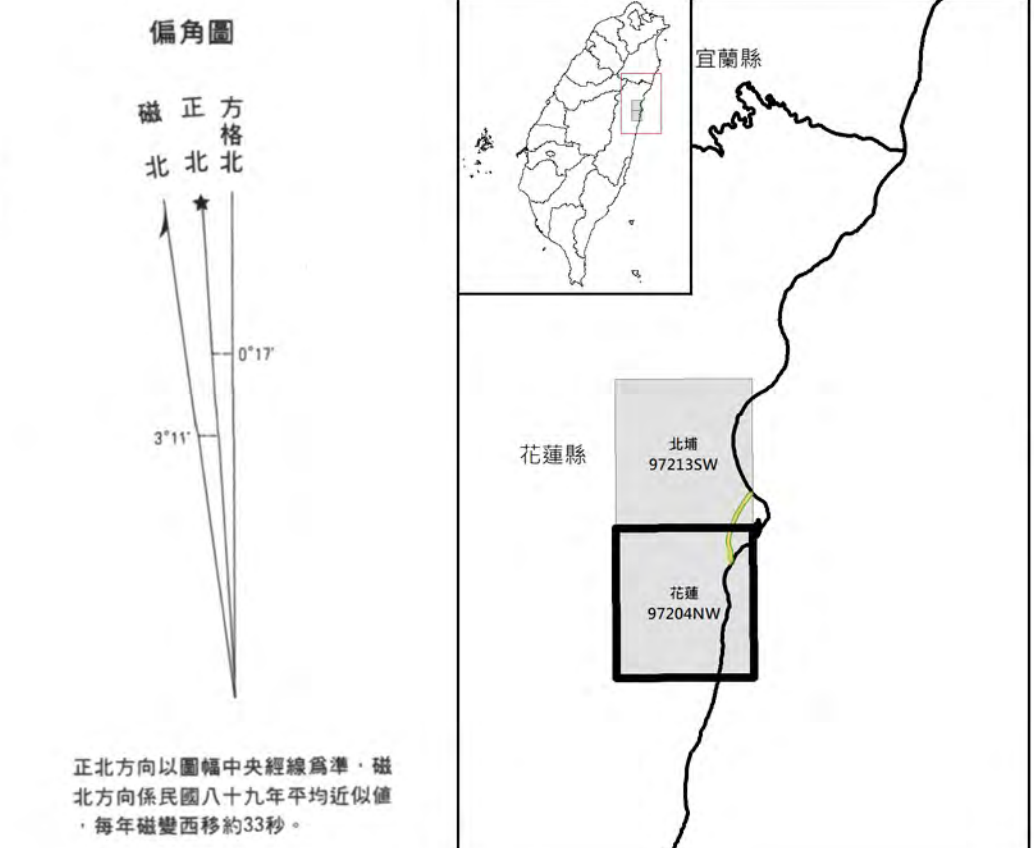 偏角圖
磁 正 方格
北 北 北
0°17'
3°11'
正北方向以圖幅中央經線爲準，磁
北方向係民國八十九年平均近似值
，每年磁變西移約33秒。
宜蘭縣
花蓮縣
北埔
97213SW
花蓮
97204NW